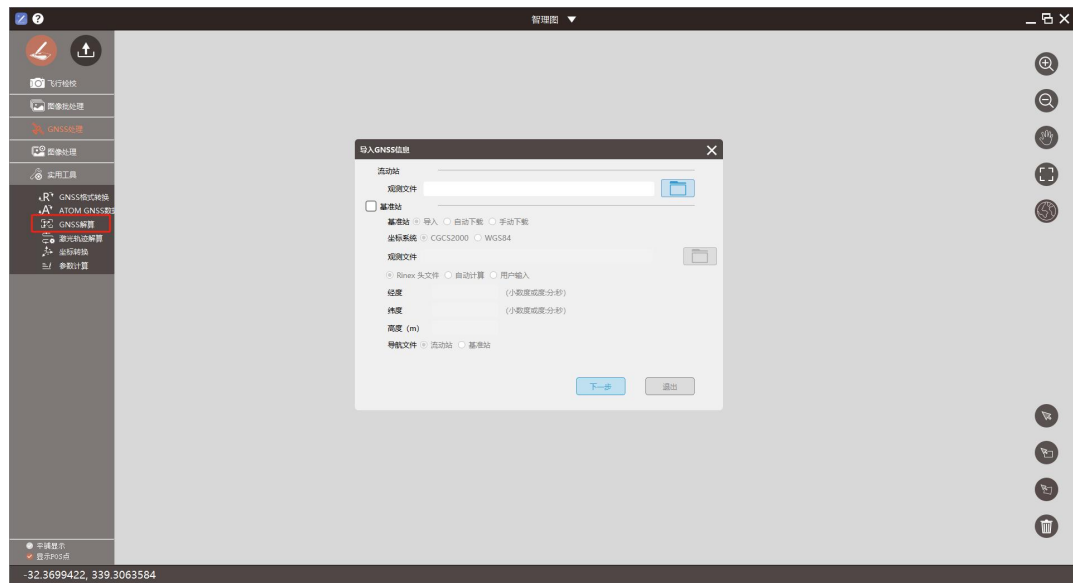 智理图
飞行检校
图像批处理
GNSS处理
图像处理
实用工具
GNSS格式转换
ATOM GNSS数
GNSS解算
激光轨迹解算
坐标转换
参数计算
导入GNSS信息
流动站
观测文件
基准站
基准站 导入 自动下载 手动下载
坐标系统 CGCS2000 WGS84
观测文件
Rinex 头文件 自动计算 用户输入
经度 (小数度或度:分:秒)
纬度 (小数度或度:分:秒)
高度 (m)
导航文件 流动站 基准站
下一步 退出
平铺显示
显示POS点
-32.3699422, 339.3063584